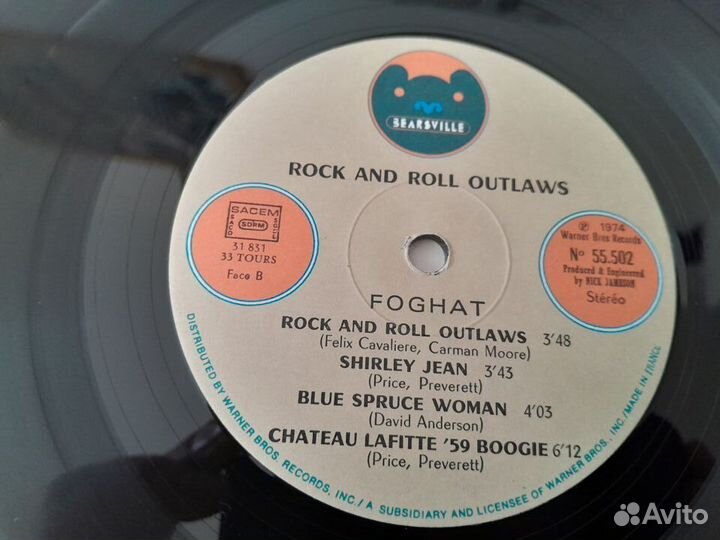 BEARSVILLE
ROCK AND ROLL OUTLAWS
SACEM
SACD
SDRM
SGDL
31 831
33 TOURS
Face B
℗ 1974
Warner Bros Records
Nº 55.502
Produced & Engineered
by NICK JAMESON
Stéréo
FOGHAT
ROCK AND ROLL OUTLAWS 3'48
(Felix Cavaliere, Carman Moore)
SHIRLEY JEAN 3'43
(Price, Preverett)
BLUE SPRUCE WOMAN 4'03
(David Anderson)
CHATEAU LAFITTE '59 BOOGIE 6'12
(Price, Preverett)
DISTRIBUTED BY WARNER BROS. RECORDS, INC./A SUBSIDIARY AND LICENSEE OF WARNER BROS., INC./MADE IN FRANCE
Avito